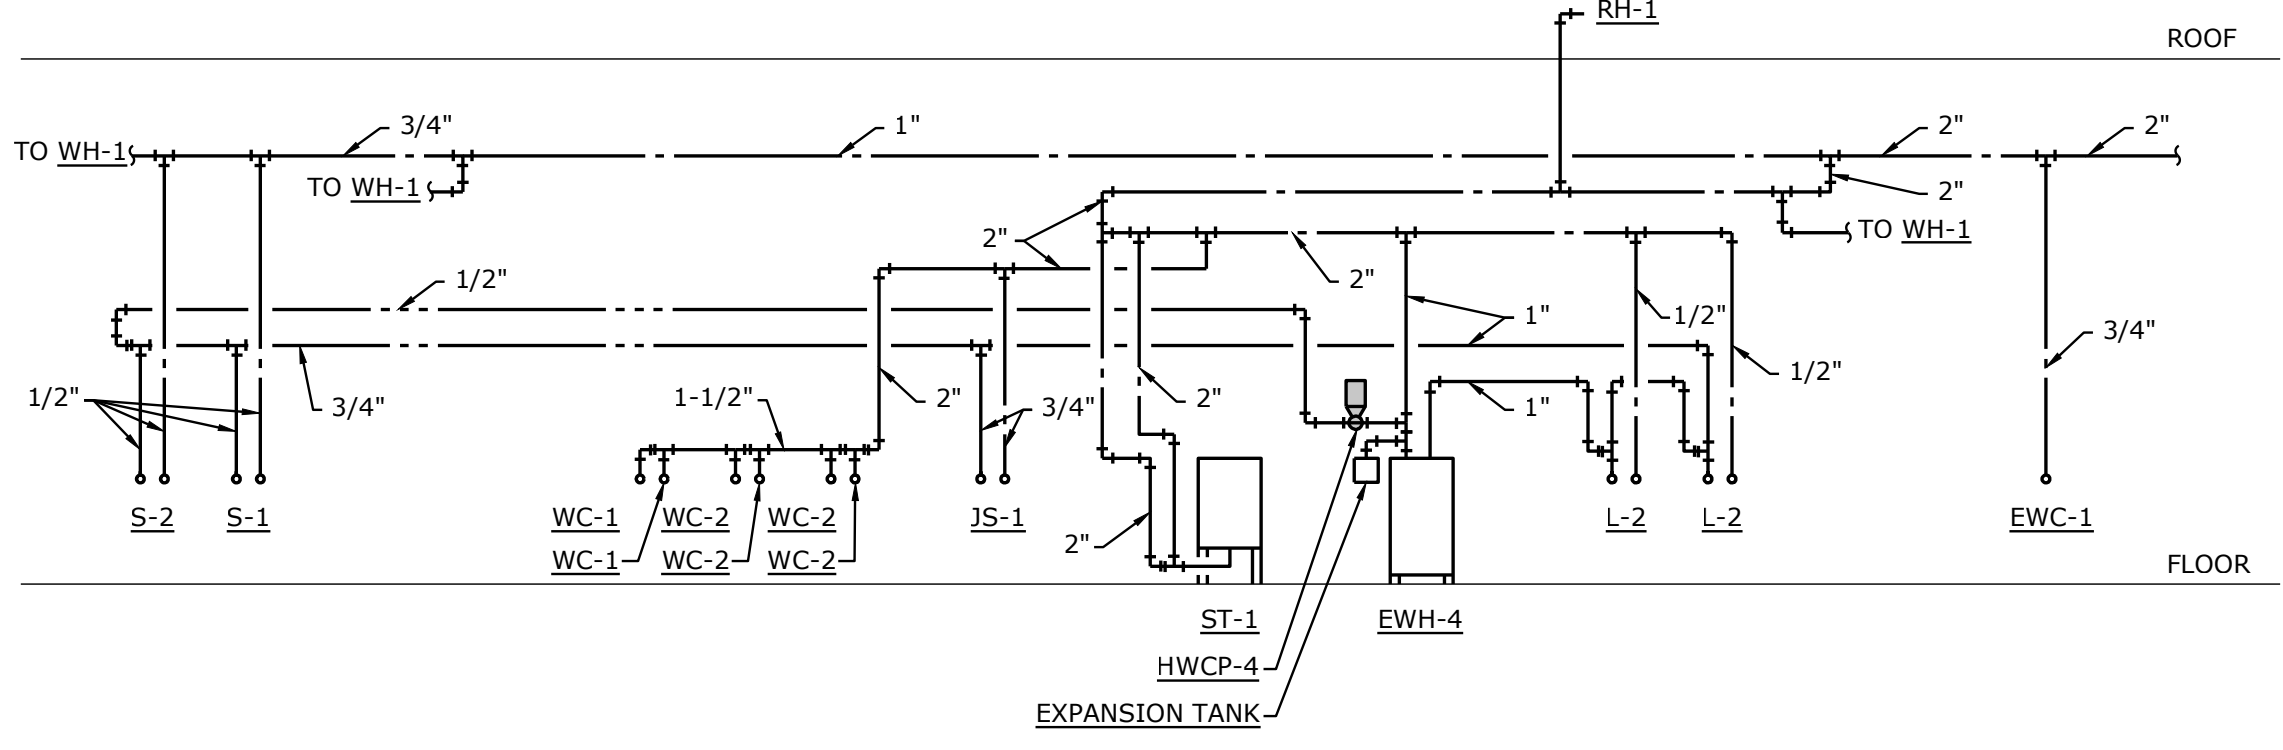 RH-1
ROOF
3/4"
1"
2"
2"
TO WH-1
TO WH-1
2"
TO WH-1
2"
1/2"
2"
1"
1/2"
3/4"
1/2"
1/2"
3/4"
1-1/2"
2"
3/4"
2"
1"
S-2
S-1
WC-1
WC-2
WC-2
JS-1
L-2
L-2
EWC-1
2"
WC-1
WC-2
WC-2
FLOOR
ST-1
EWH-4
HWCP-4
EXPANSION TANK